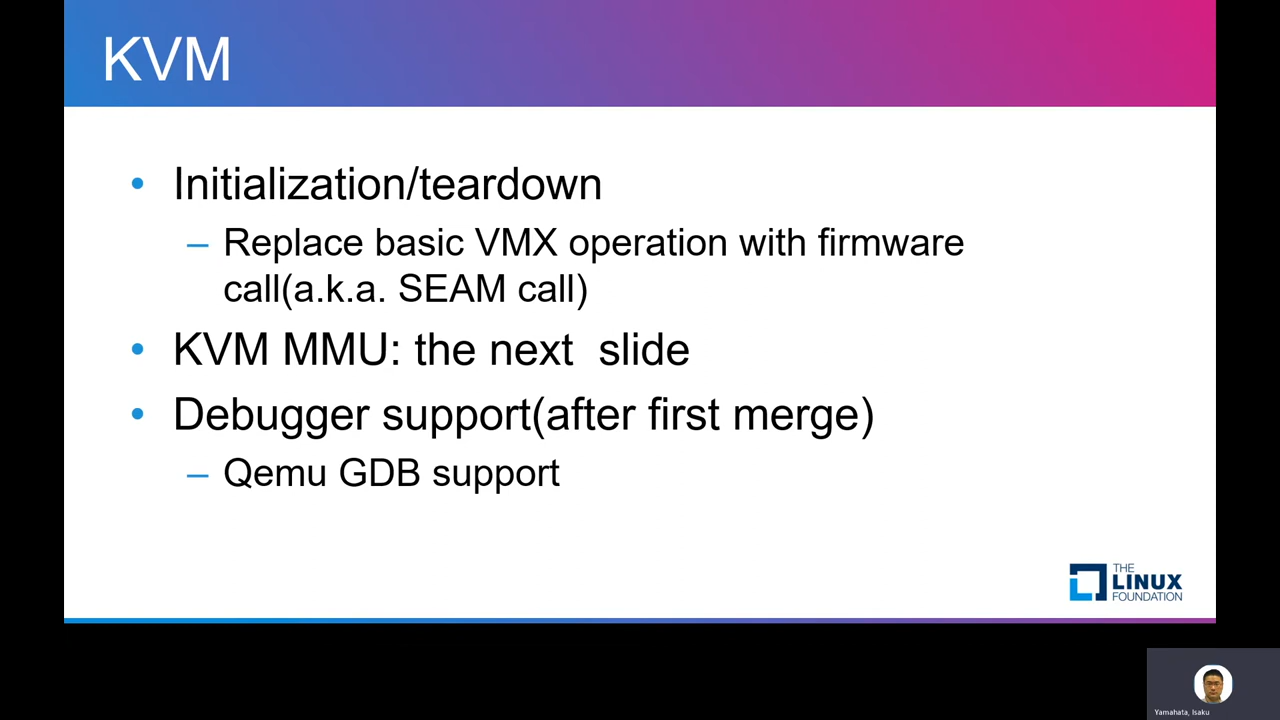 KVM
• Initialization/teardown
– Replace basic VMX operation with firmware
call(a.k.a. SEAM call)
• KVM MMU: the next  slide
• Debugger support(after first merge)
– Qemu GDB support
THE
LINUX
FOUNDATION
Yamahata, Isaku